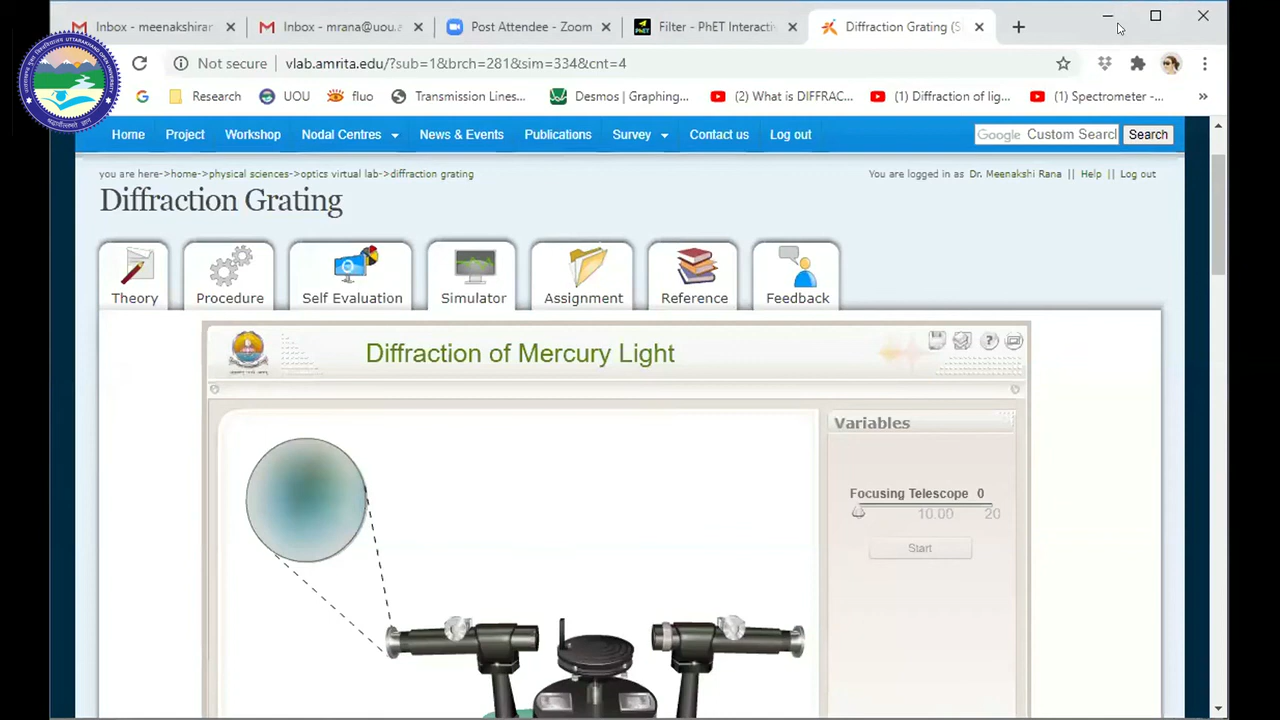 Inbox - meenakshirar
Inbox - mrana@uou.
Post Attendee - Zoom
Filter - PhET Interacti
Diffraction Grating (S
Not secure
vlab.amrita.edu/?sub=1&brch=281&sim=334&cnt=4
Research
UOU
fluo
Transmission Lines...
Desmos | Graphing...
(2) What is DIFFRAC...
(1) Diffraction of lig...
(1) Spectrometer -...
»
Home
Project
Workshop
Nodal Centres
News & Events
Publications
Survey
Contact us
Log out
Google Custom Search
Search
you are here->home->physical sciences->optics virtual lab->diffraction grating
You are logged in as Dr. Meenakshi Rana || Help || Log out
Diffraction Grating
Theory
Procedure
Self Evaluation
Simulator
Assignment
Reference
Feedback
Diffraction of Mercury Light
Variables
Focusing Telescope 0
10.00 20
Start